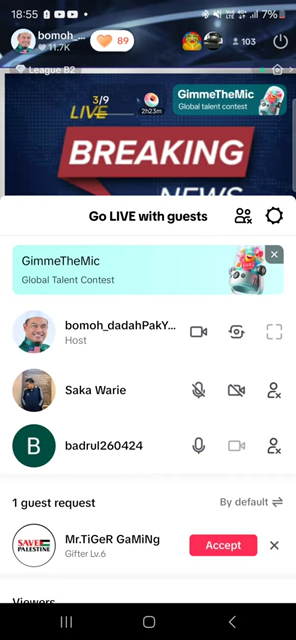 18:55
7%
bomoh_...
11.7K
89
103
League B2
3/9
LIVE
2h23m
GimmeTheMic
Global talent contest
BREAKING
NEWS
Go LIVE with guests
GimmeTheMic
Global Talent Contest
bomoh_dadahPakY...
Host
Saka Warie
B
badrul260424
1 guest request
By default
SAVE
PALESTINE
Mr.TiGeR GaMiNg
Gifter Lv.6
Accept
Viewers